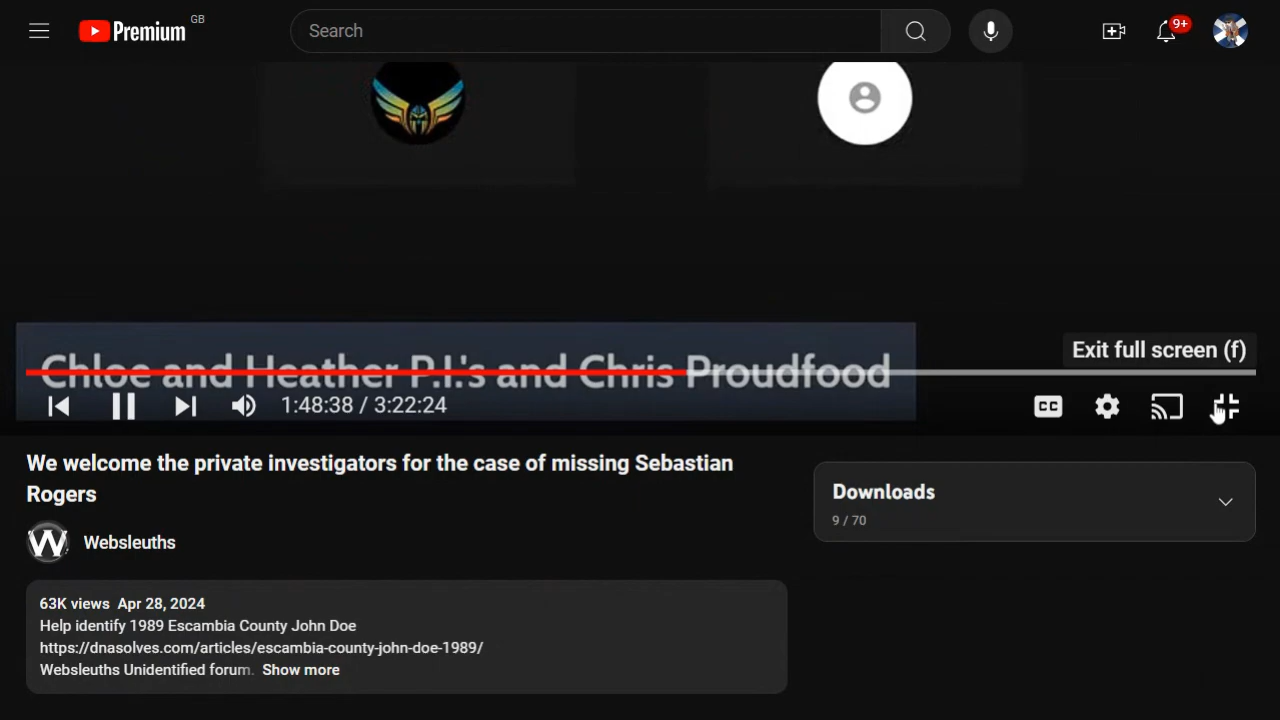 Premium GB
Search
9+
Chloe and Heather P.I.'s and Chris Proudfood
Exit full screen (f)
1:48:38 / 3:22:24
CC
We welcome the private investigators for the case of missing Sebastian
Rogers
Downloads
9 / 70
W
Websleuths
63K views Apr 28, 2024
Help identify 1989 Escambia County John Doe
https://dnasolves.com/articles/escambia-county-john-doe-1989/
Websleuths Unidentified forum. Show more